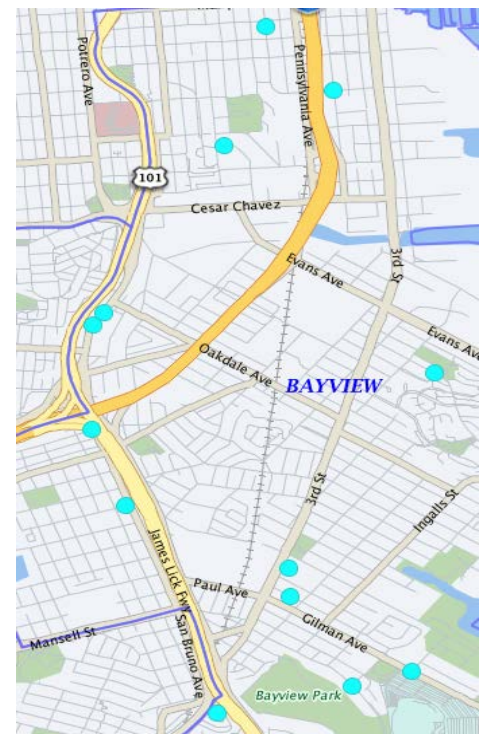 Potrero Ave
Pennsylvania Ave
101
Cesar Chavez
3rd St
Evans Ave
Evans Ave
Oakdale Ave
BAYVIEW
3rd St
Ingalls St
James Lick Fwy
Paul Ave
San Bruno Ave
Gilman Ave
Mansell St
Bayview Park